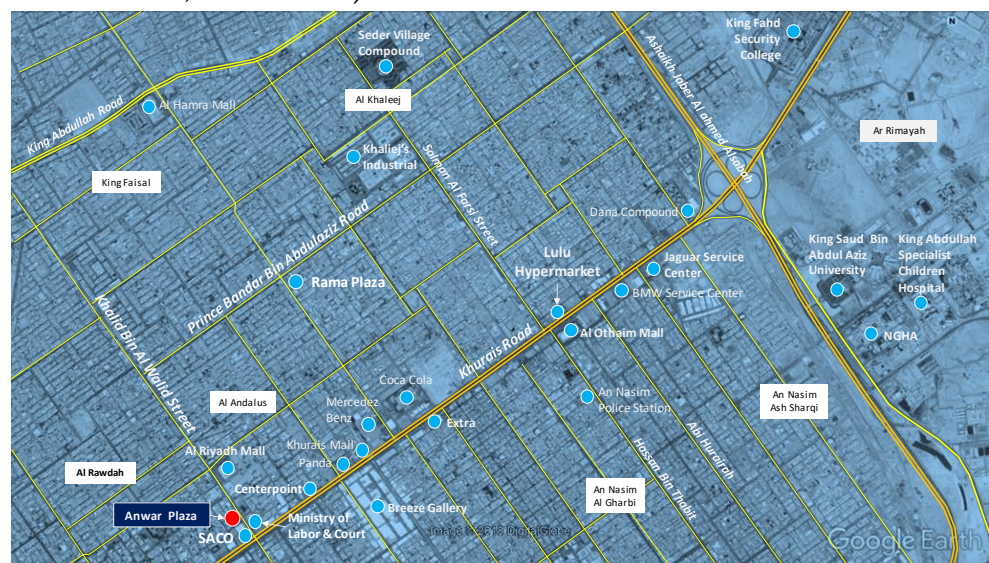 King Fahd
Security
College
N
Seder Village
Compound
Ashaikh Jaber Al ahmed Alsabah
Al Khaleej
King Abdullah Road
Al Hamra Mall
Ar Rimayah
Khaliej's
Industrial
Salman Al Farsi Street
King Faisal
Dana Compound
Prince Bandar Bin Abdulaziz Road
King Saud Bin
Abdul Aziz
University
King Abdullah
Specialist
Children
Hospital
Lulu
Hypermarket
Jaguar Service
Center
Rama Plaza
BMW Service Center
Khalid Bin Al Walid Street
Al Othaim Mall
NGHA
Khurais Road
Coca Cola
Al Andalus
Mercedez
Benz
An Nasim
Police Station
An Nasim
Ash Sharqi
Extra
Abi Hurairah
Hassan Bin Thabit
Al Riyadh Mall
Khurais Mall
Panda
Al Rawdah
Centerpoint
An Nasim
Al Gharbi
Anwar Plaza
Breeze Gallery
Ministry of
Labor & Court
SACO
Image © 2018 DigitalGlobe
Google Earth